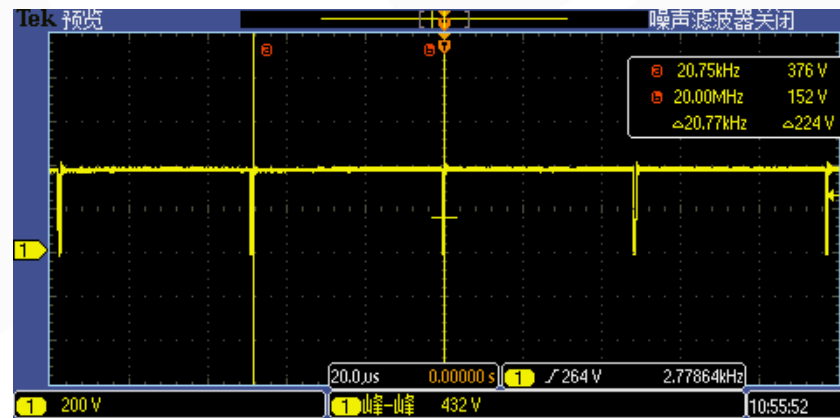 Tek 预览 噪声滤波器关闭
a b T
a 20.75kHz 376 V
b 20.00MHz 152 V
△20.77kHz △224 V
1
20.0µs 0.00000 s 1 264 V 2.77864kHz
1 200 V 1 峰-峰 432 V 10:55:52